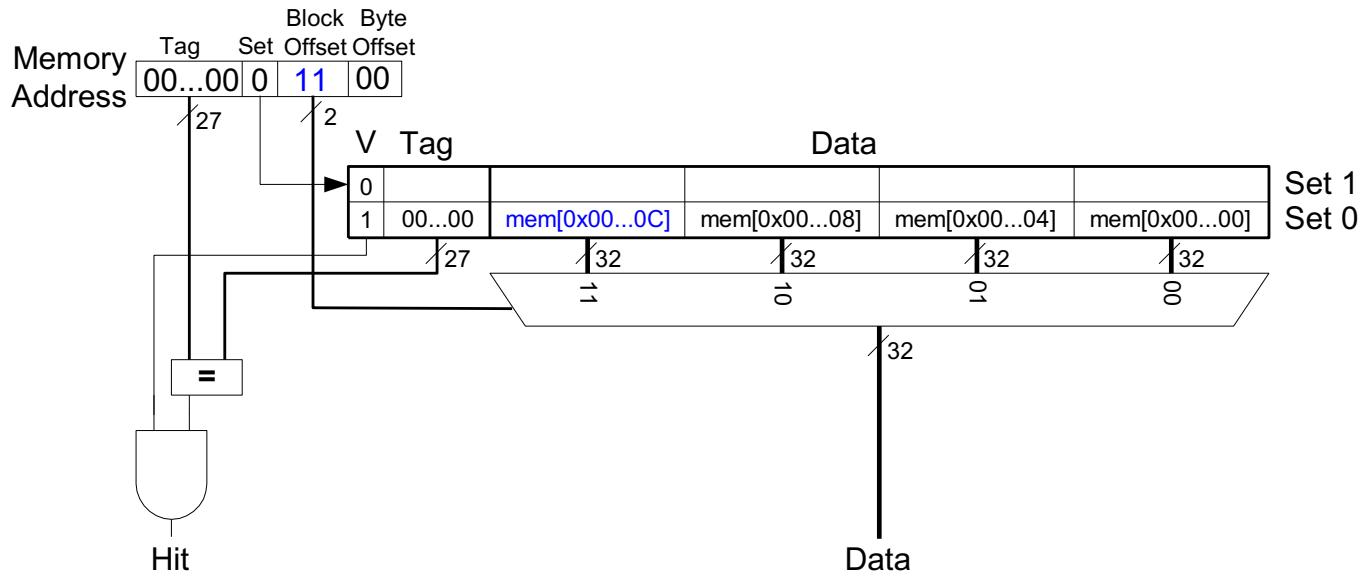 Block Byte
Tag Set Offset Offset
Memory Address 00...00 0 11 00
27 2
V Tag Data
0 Set 1
1 00...00 mem[0x00...0C] mem[0x00...08] mem[0x00...04] mem[0x00...00] Set 0
27 32 32 32 32
11 10 01 00
32
=
Hit Data